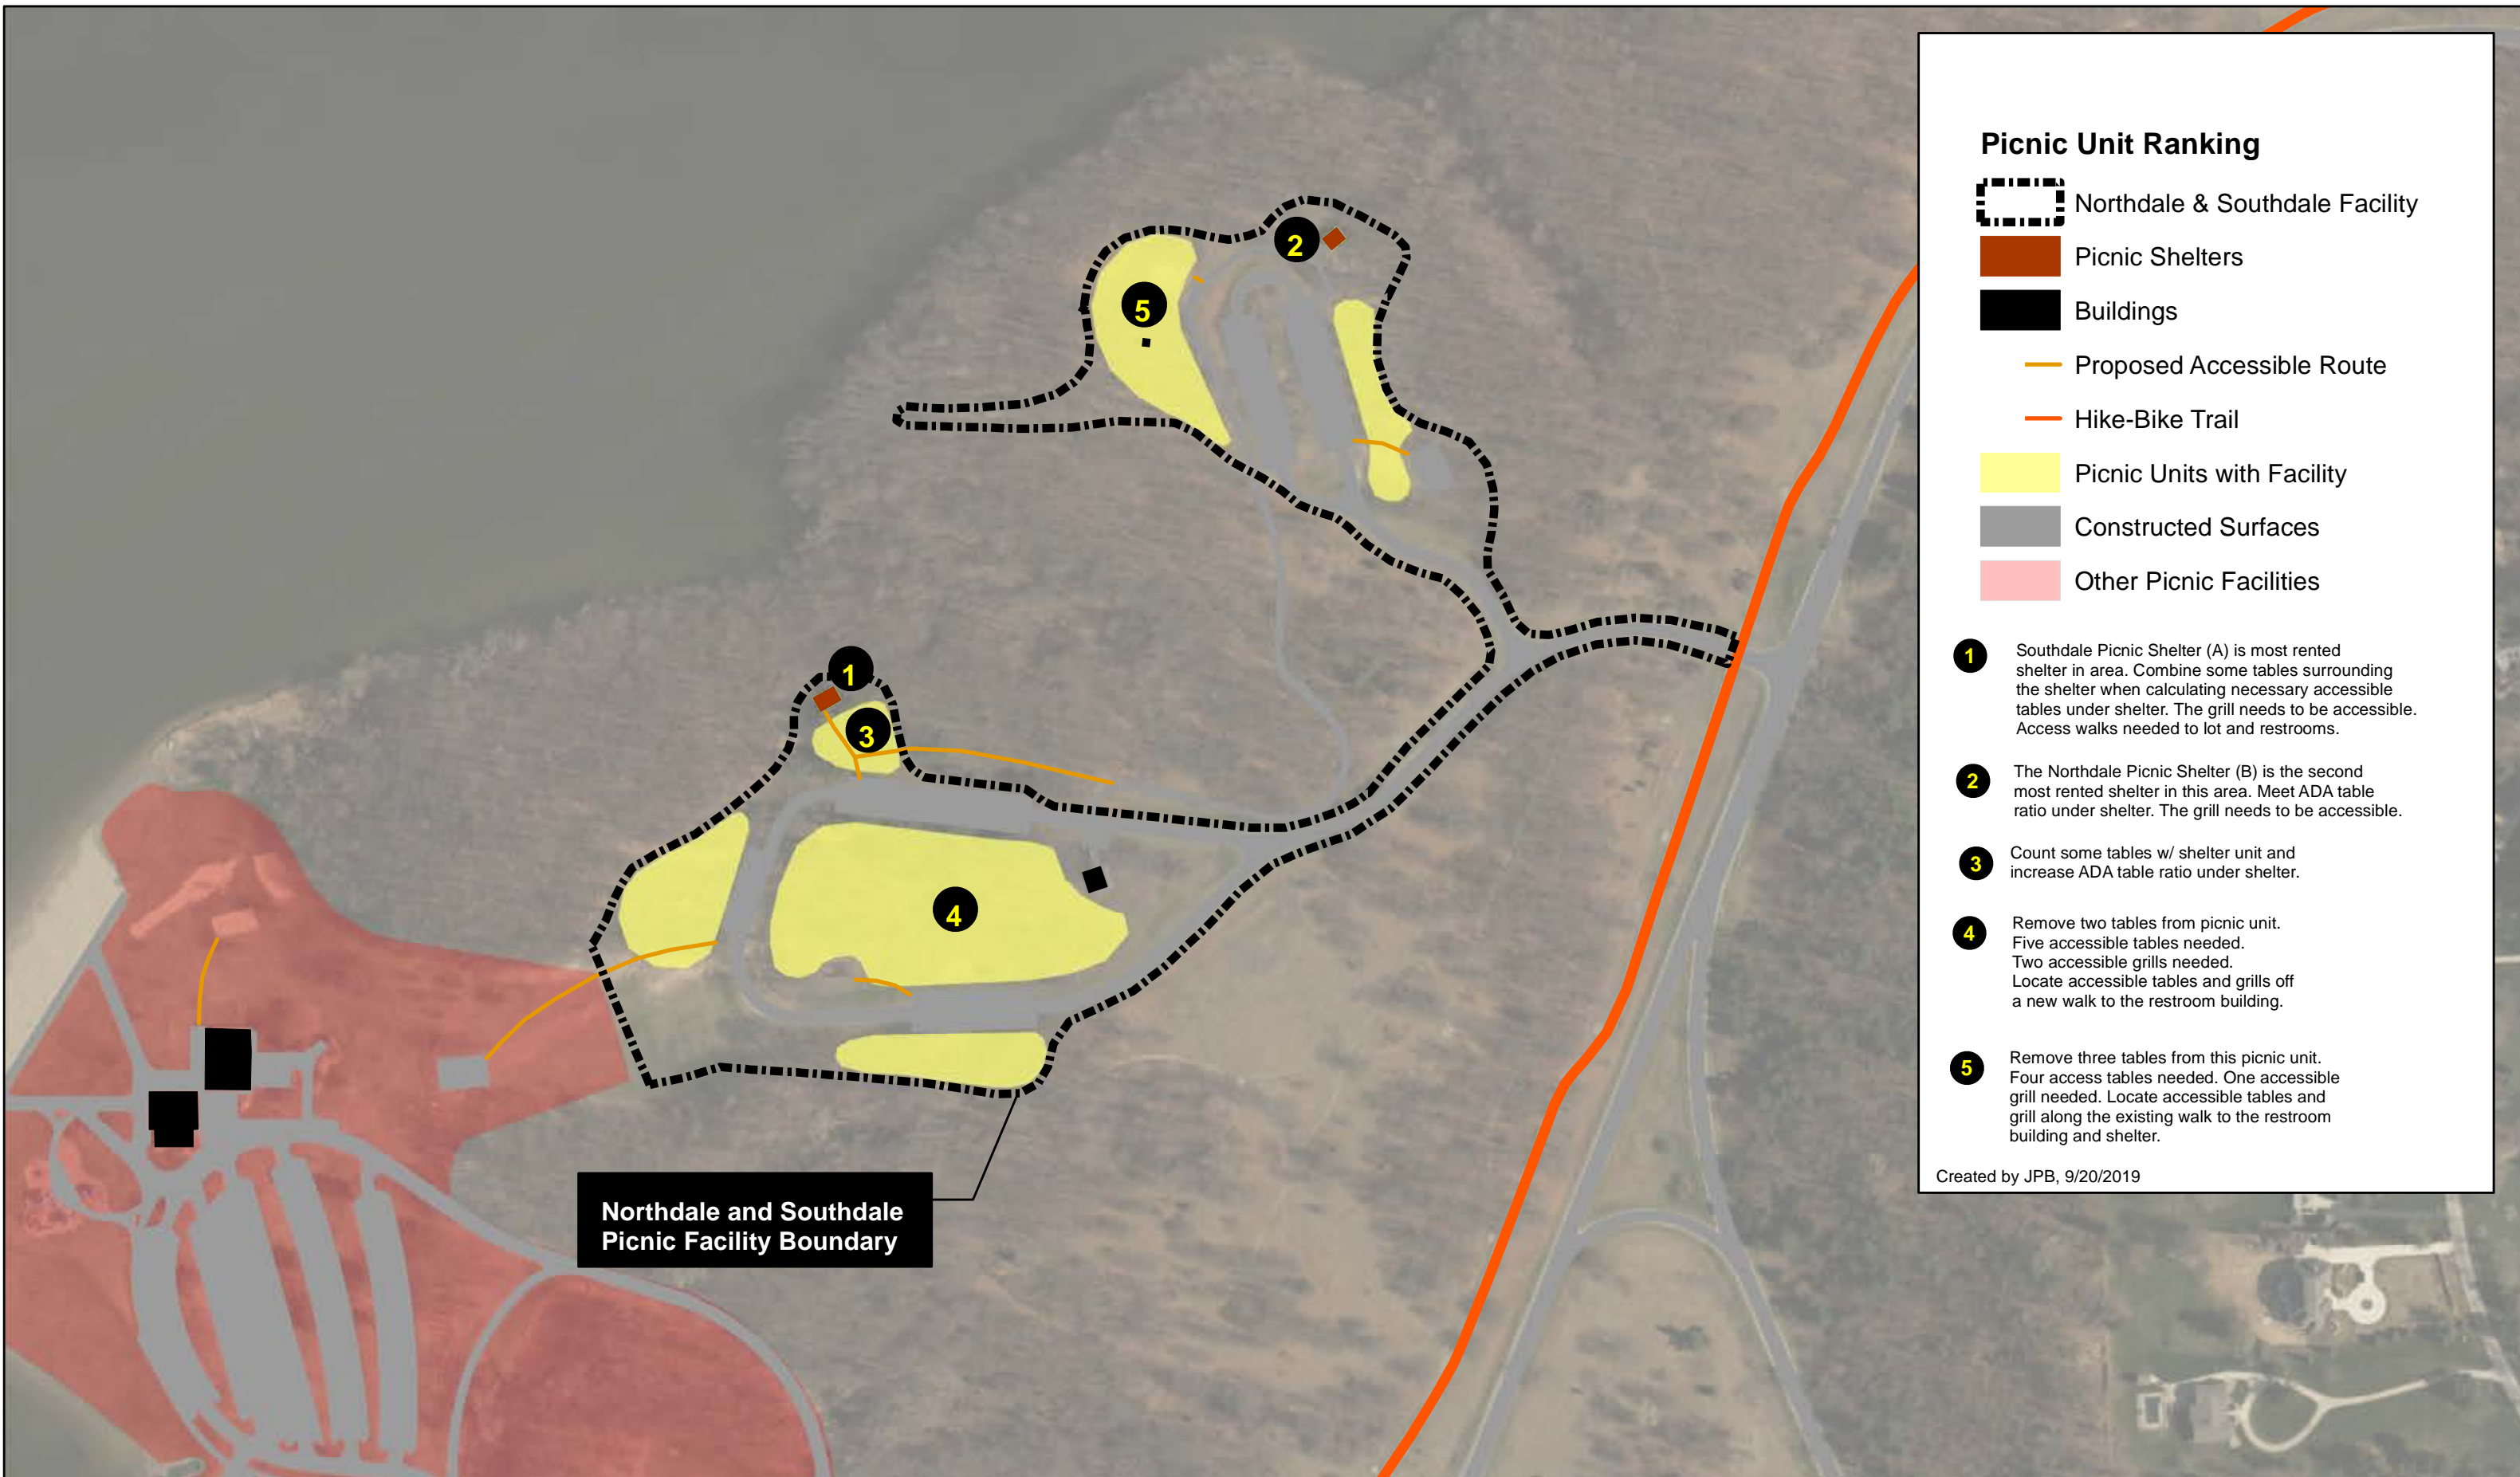 Picnic Unit Ranking
Northdale & Southdale Facility
Picnic Shelters
Buildings
Proposed Accessible Route
Hike-Bike Trail
Picnic Units with Facility
Constructed Surfaces
Other Picnic Facilities
1
Southdale Picnic Shelter (A) is most rented
shelter in area. Combine some tables surrounding
the shelter when calculating necessary accessible
tables under shelter. The grill needs to be accessible.
Access walks needed to lot and restrooms.
2
The Northdale Picnic Shelter (B) is the second
most rented shelter in this area. Meet ADA table
ratio under shelter. The grill needs to be accessible.
3
Count some tables w/ shelter unit and
increase ADA table ratio under shelter.
4
Remove two tables from picnic unit.
Five accessible tables needed.
Two accessible grills needed.
Locate accessible tables and grills off
a new walk to the restroom building.
5
Remove three tables from this picnic unit.
Four access tables needed. One accessible
grill needed. Locate accessible tables and
grill along the existing walk to the restroom
building and shelter.
Created by JPB, 9/20/2019
2
5
1
3
4
Northdale and Southdale
Picnic Facility Boundary